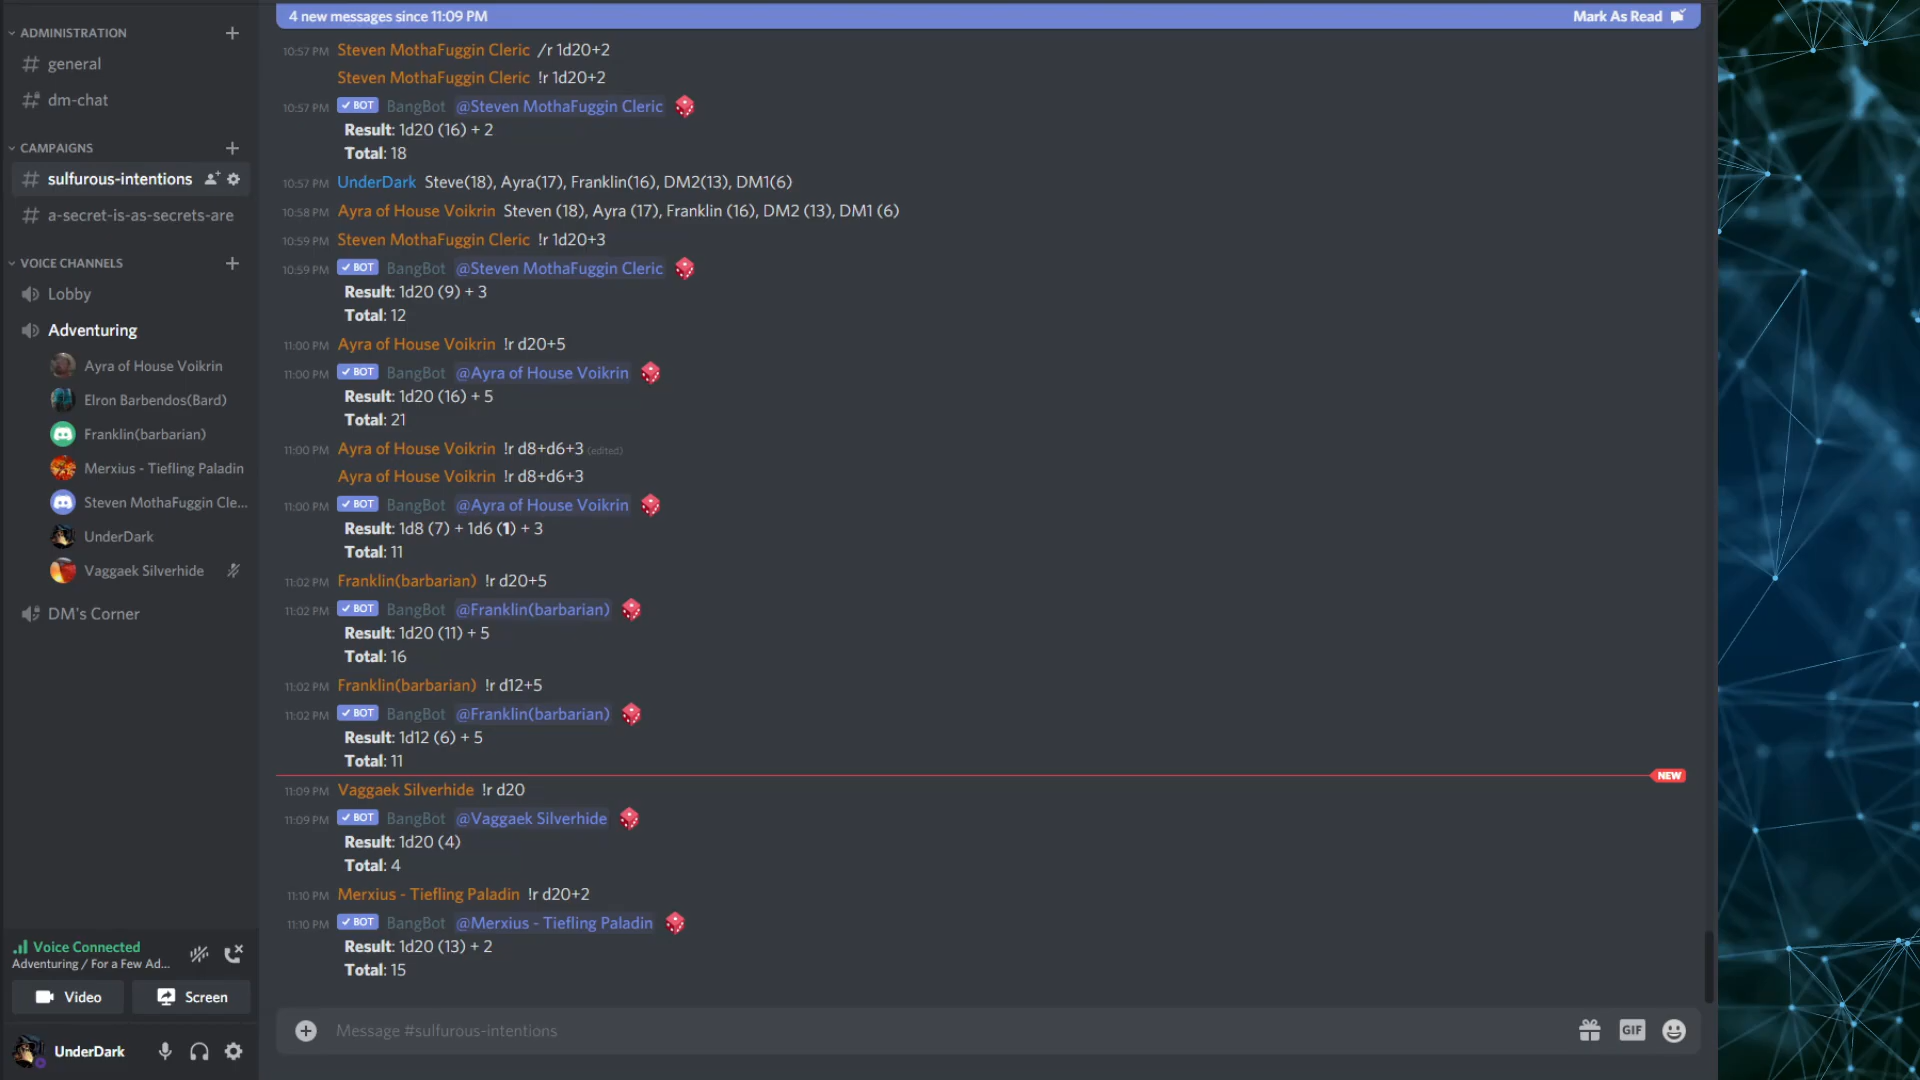 ADMINISTRATION
general
dm-chat
CAMPAIGNS
sulfurous-intentions
a-secret-is-as-secrets-are
VOICE CHANNELS
Lobby
Adventuring
Ayra of House Voikrin
Elron Barbendos(Bard)
Franklin(barbarian)
Merxius - Tiefling Paladin
Steven MothaFuggin Cle...
UnderDark
Vaggaek Silverhide
DM's Corner
Voice Connected
Adventuring / For a Few Ad...
Video
Screen
UnderDark
4 new messages since 11:09 PM
Mark As Read
10:57 PM Steven MothaFuggin Cleric /r 1d20+2
Steven MothaFuggin Cleric !r 1d20+2
10:57 PM ✓ BOT BangBot @Steven MothaFuggin Cleric
Result: 1d20 (16) + 2
Total: 18
10:57 PM UnderDark Steve(18), Ayra(17), Franklin(16), DM2(13), DM1(6)
10:58 PM Ayra of House Voikrin Steven (18), Ayra (17), Franklin (16), DM2 (13), DM1 (6)
10:59 PM Steven MothaFuggin Cleric !r 1d20+3
10:59 PM ✓ BOT BangBot @Steven MothaFuggin Cleric
Result: 1d20 (9) + 3
Total: 12
11:00 PM Ayra of House Voikrin !r d20+5
11:00 PM ✓ BOT BangBot @Ayra of House Voikrin
Result: 1d20 (16) + 5
Total: 21
11:00 PM Ayra of House Voikrin !r d8+d6+3 (edited)
Ayra of House Voikrin !r d8+d6+3
11:00 PM ✓ BOT BangBot @Ayra of House Voikrin
Result: 1d8 (7) + 1d6 (1) + 3
Total: 11
11:02 PM Franklin(barbarian) !r d20+5
11:02 PM ✓ BOT BangBot @Franklin(barbarian)
Result: 1d20 (11) + 5
Total: 16
11:02 PM Franklin(barbarian) !r d12+5
11:02 PM ✓ BOT BangBot @Franklin(barbarian)
Result: 1d12 (6) + 5
Total: 11
NEW
11:09 PM Vaggaek Silverhide !r d20
11:09 PM ✓ BOT BangBot @Vaggaek Silverhide
Result: 1d20 (4)
Total: 4
11:10 PM Merxius - Tiefling Paladin !r d20+2
11:10 PM ✓ BOT BangBot @Merxius - Tiefling Paladin
Result: 1d20 (13) + 2
Total: 15
Message #sulfurous-intentions
GIF